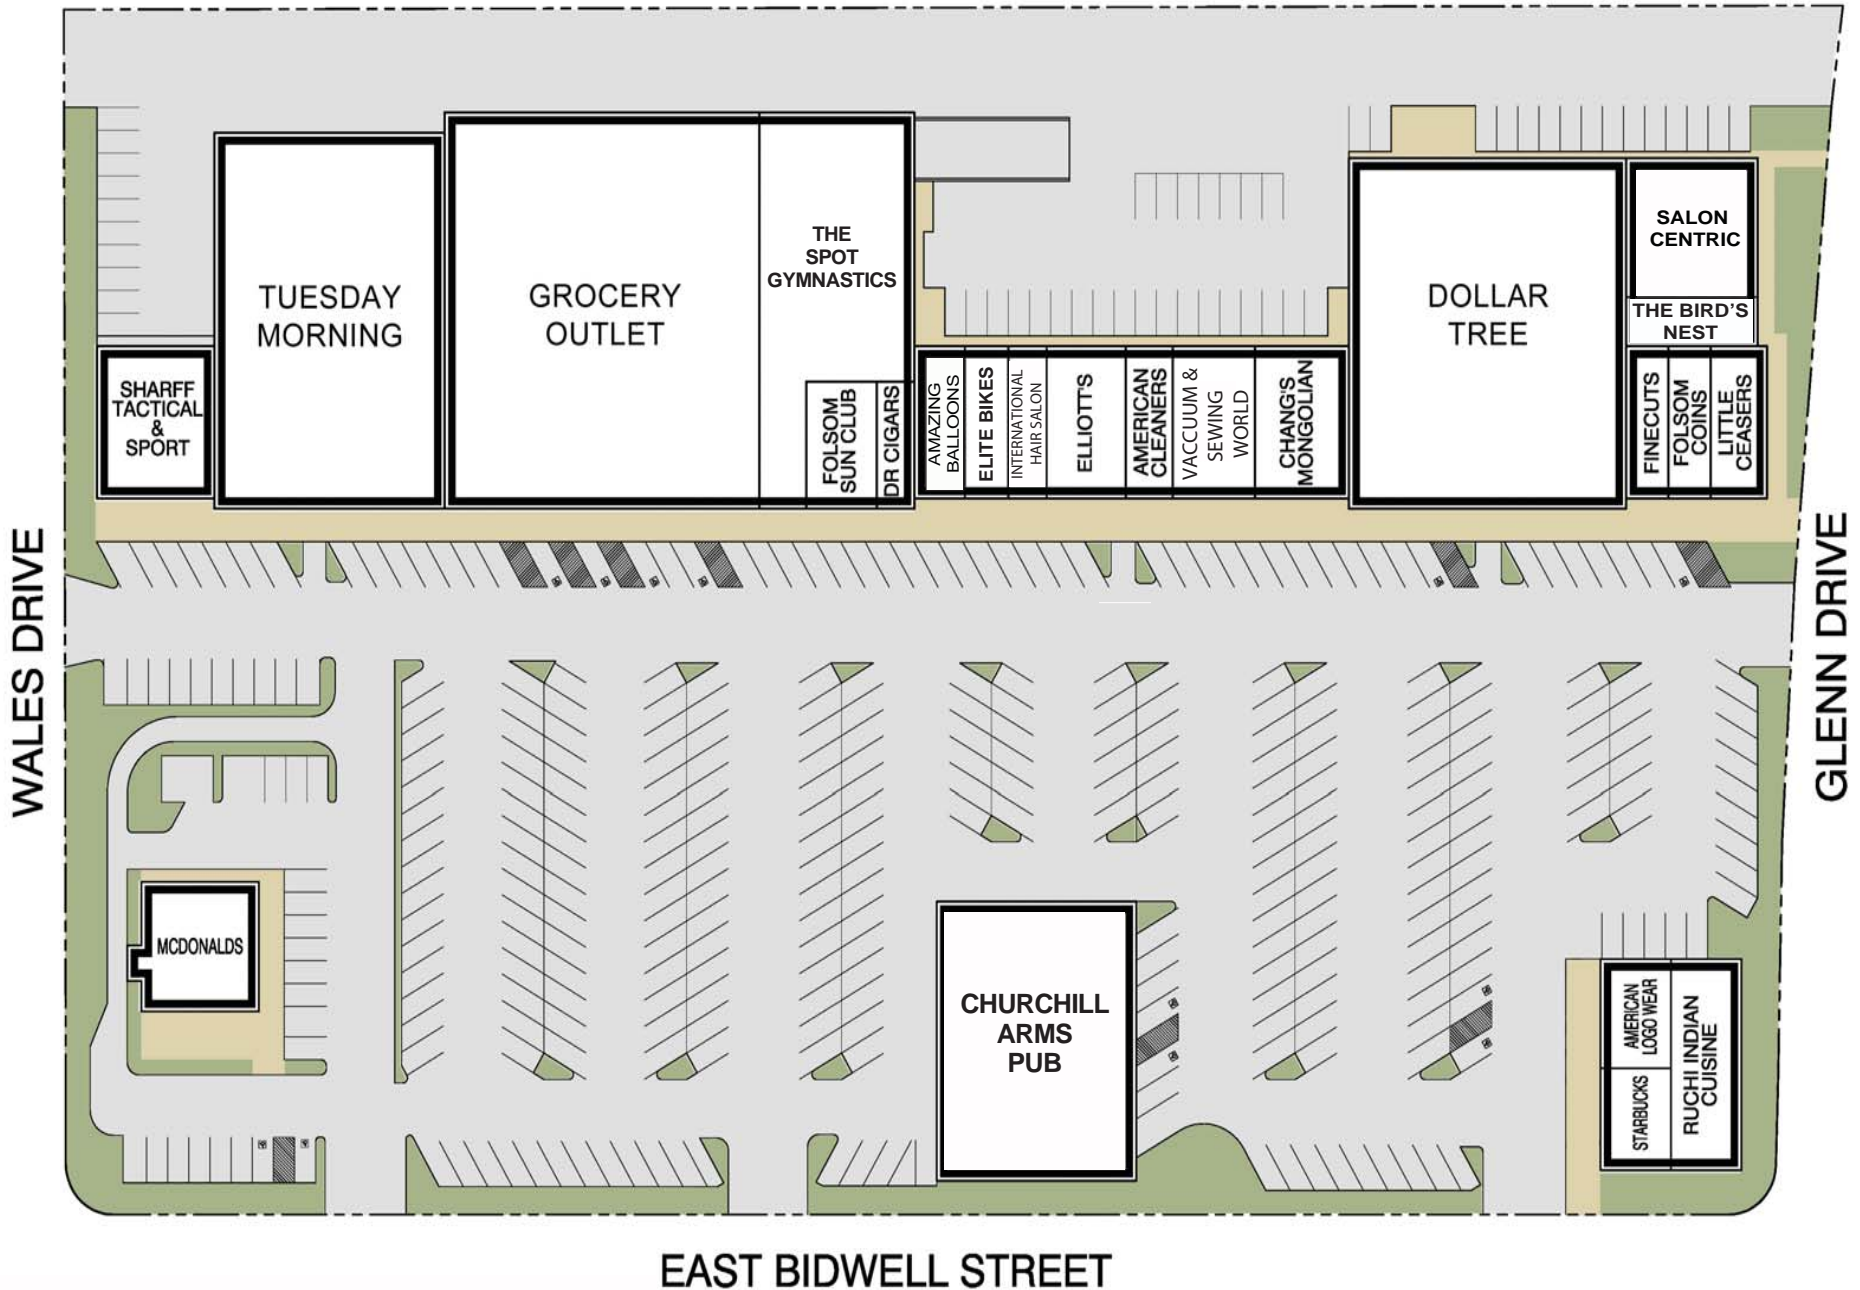 THE
SPOT
GYMNASTICS
SALON
CENTRIC
TUESDAY
MORNING
GROCERY
OUTLET
DOLLAR
TREE
THE BIRD'S
NEST
SHARFF
TACTICAL
&
SPORT
FOLSOM
SUN CLUB
DR CIGARS
AMAZING
BALLOONS
ELITE BIKES
INTERNATIONAL
HAIR SALON
ELLIOTT'S
AMERICAN
CLEANERS
VACCUUM &
SEWING
WORLD
CHANG'S
MONGOLIAN
FINECUTS
FOLSOM
COINS
LITTLE
CEASERS
WALES DRIVE
GLENN DRIVE
MCDONALDS
CHURCHILL
ARMS
PUB
AMERICAN
LOGO WEAR
STARBUCKS
RUCHI INDIAN
CUISINE
EAST BIDWELL STREET